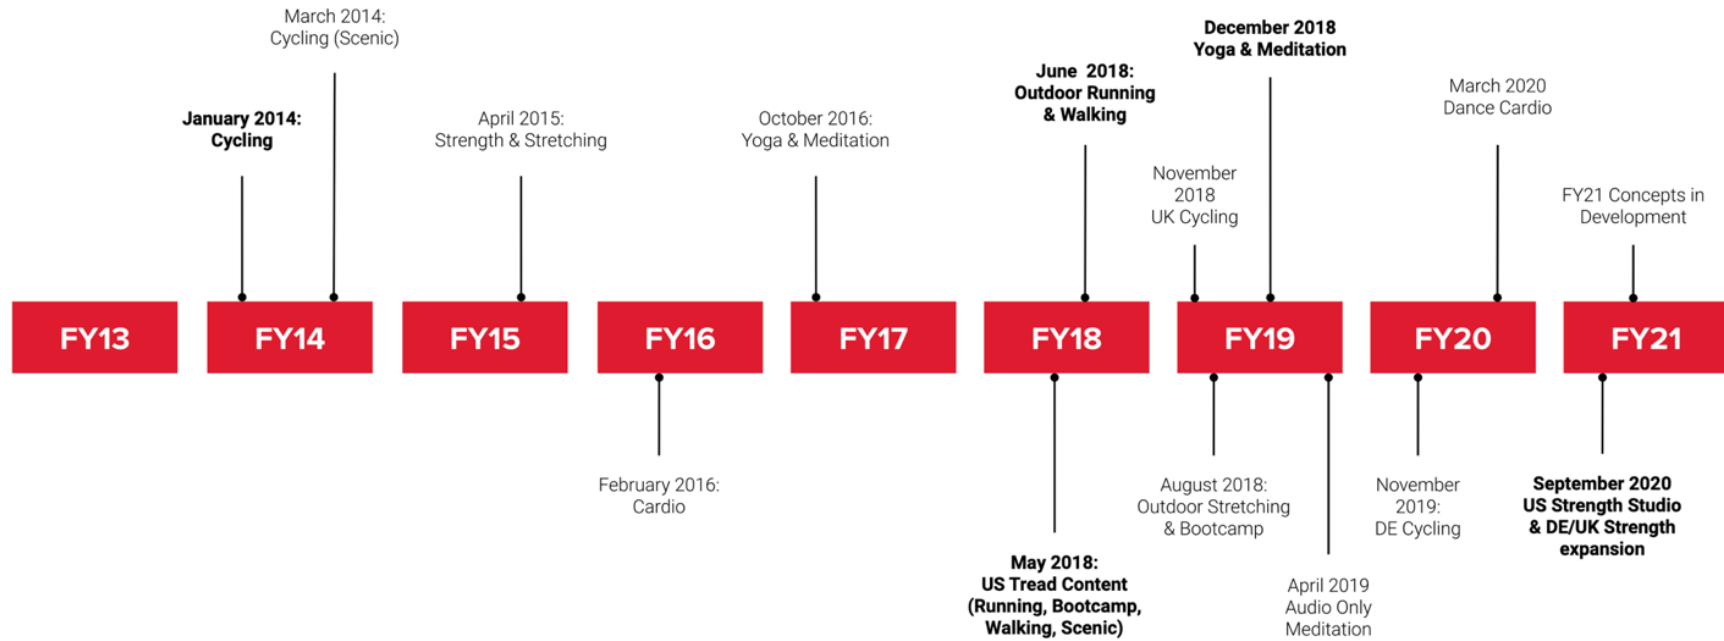 March 2014:
Cycling (Scenic)
January 2014:
Cycling
April 2015:
Strength & Stretching
October 2016:
Yoga & Meditation
June 2018:
Outdoor Running
& Walking
November
2018
UK Cycling
December 2018
Yoga & Meditation
March 2020
Dance Cardio
FY21 Concepts in
Development
FY13
FY14
FY15
FY16
FY17
FY18
FY19
FY20
FY21
February 2016:
Cardio
May 2018:
US Tread Content
(Running, Bootcamp,
Walking, Scenic)
August 2018:
Outdoor Stretching
& Bootcamp
April 2019
Audio Only
Meditation
November
2019:
DE Cycling
September 2020
US Strength Studio
& DE/UK Strength
expansion